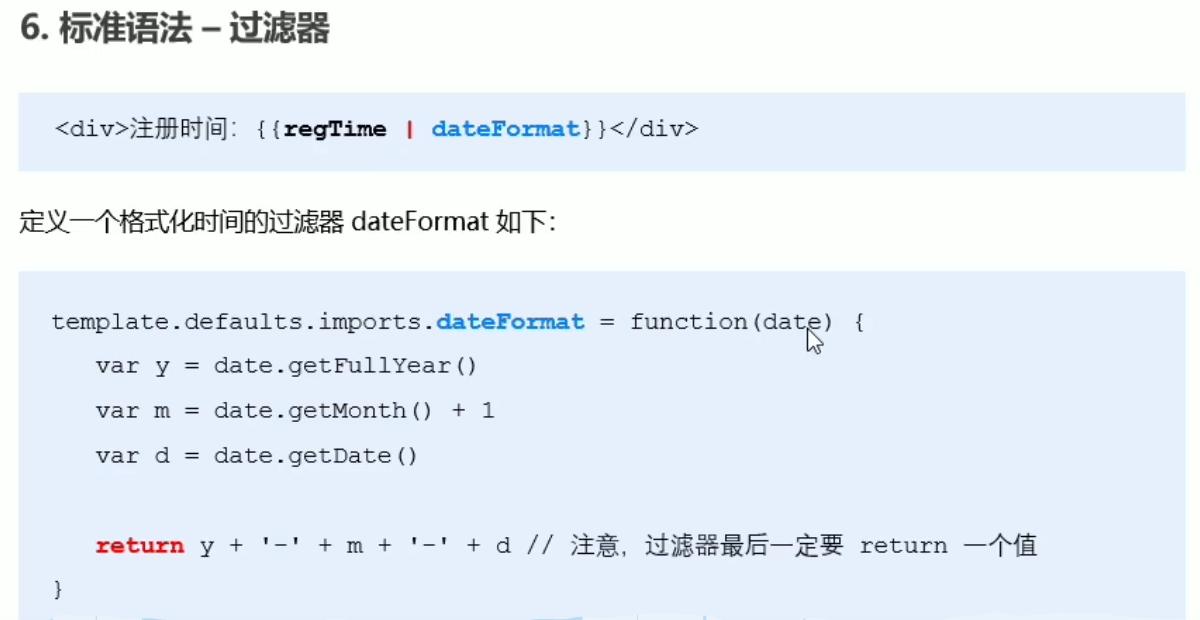 6. 标准语法 – 过滤器
<div>注册时间：{{regTime | dateFormat}}</div>
定义一个格式化时间的过滤器 dateFormat 如下：
template.defaults.imports.dateFormat = function(date) {
var y = date.getFullYear()
var m = date.getMonth() + 1
var d = date.getDate()
return y + '-' + m + '-' + d // 注意，过滤器最后一定要 return 一个值
}